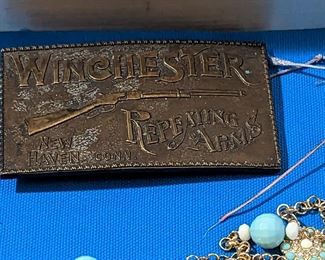 WINCHESTER
REPEATING
ARMS
NEW
HAVEN CONN